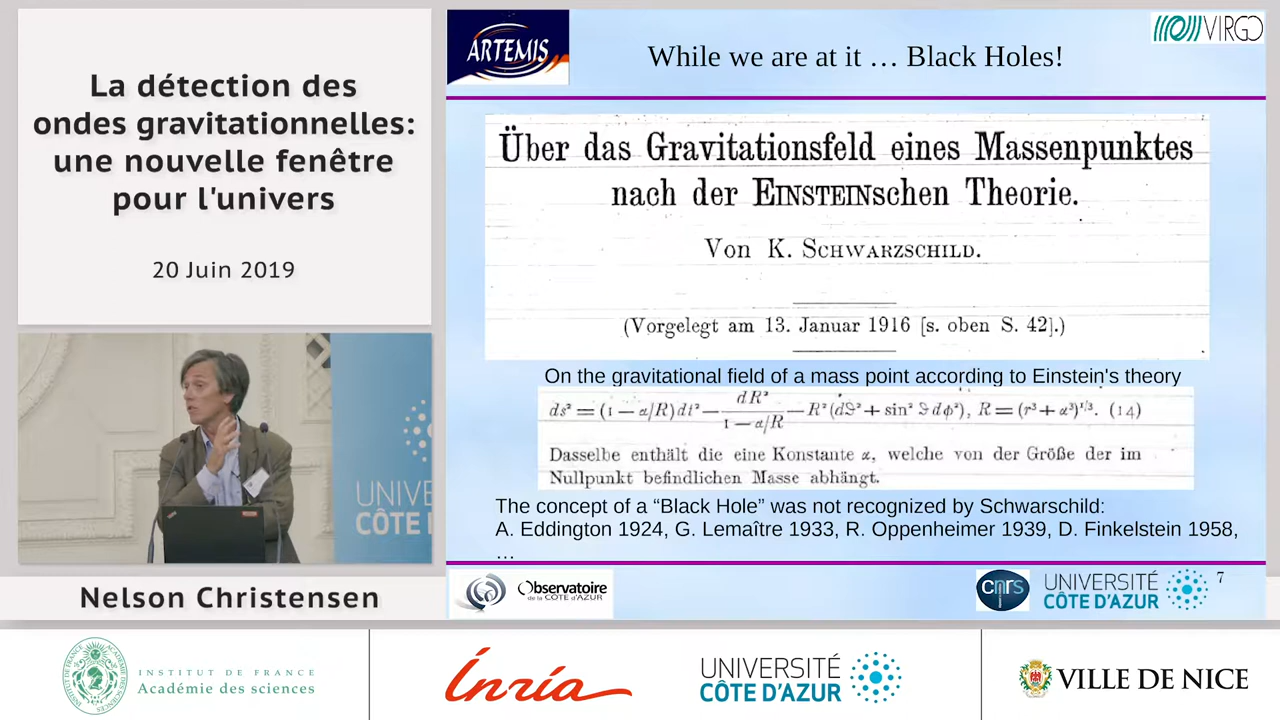 La détection des
ondes gravitationnelles:
une nouvelle fenêtre
pour l'univers
20 Juin 2019
UNIVE
CÔTE D
Nelson Christensen
ARTEMIS
While we are at it … Black Holes!
VIRGO
Über das Gravitationsfeld eines Massenpunktes
nach der EINSTEINschen Theorie.
Von K. SCHWARZSCHILD.
(Vorgelegt am 13. Januar 1916 [s. oben S. 42].)
On the gravitational field of a mass point according to Einstein's theory
ds² = (1 — α/R) dt² — dR² / (1 — α/R) — R² (dϑ² + sin² ϑ dφ²), R = (r³ + α³)^1/3. (14)
Dasselbe enthält die eine Konstante α, welche von der Größe der im
Nullpunkt befindlichen Masse abhängt.
The concept of a “Black Hole” was not recognized by Schwarschild:
A. Eddington 1924, G. Lemaître 1933, R. Oppenheimer 1939, D. Finkelstein 1958,
…
Observatoire
de la CÔTE d'AZUR
cnrs
UNIVERSITÉ
CÔTE D'AZUR
7
INSTITUT DE FRANCE
Académie des sciences
Inría
UNIVERSITÉ
CÔTE D'AZUR
VILLE DE NICE